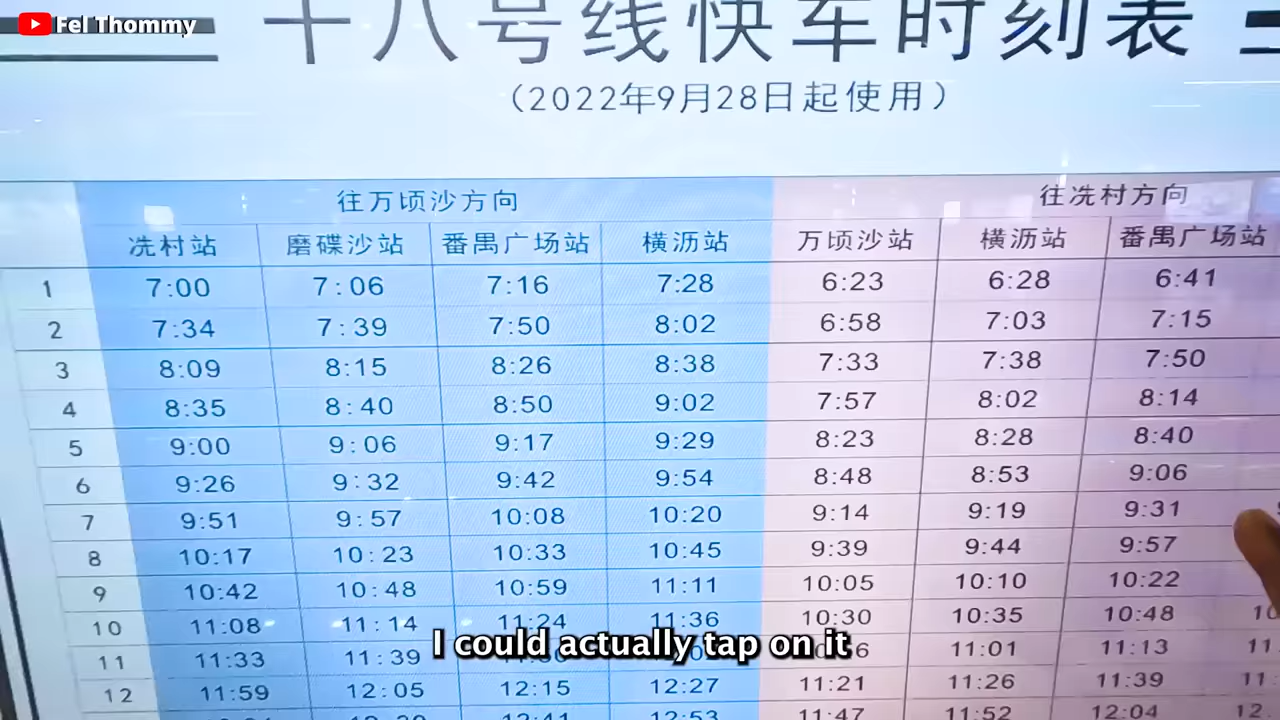 Fel Thommy
十八号线快车时刻表
（2022年9月28日起使用）
往万顷沙方向 往冼村方向
冼村站 磨碟沙站 番禺广场站 横沥站 万顷沙站 横沥站 番禺广场站
1 7:00 7:06 7:16 7:28 6:23 6:28 6:41
2 7:34 7:39 7:50 8:02 6:58 7:03 7:15
3 8:09 8:15 8:26 8:38 7:33 7:38 7:50
4 8:35 8:40 8:50 9:02 7:57 8:02 8:14
5 9:00 9:06 9:17 9:29 8:23 8:28 8:40
6 9:26 9:32 9:42 9:54 8:48 8:53 9:06
7 9:51 9:57 10:08 10:20 9:14 9:19 9:31
8 10:17 10:23 10:33 10:45 9:39 9:44 9:57
9 10:42 10:48 10:59 11:11 10:05 10:10 10:22
10 11:08 11:14 11:24 11:36 10:30 10:35 10:48
I could actually tap on it
11 11:33 11:39 11:01 11:13
12 11:59 12:05 12:15 12:27 11:21 11:26 11:39
12:41 12:53 11:47 11:52 12:04